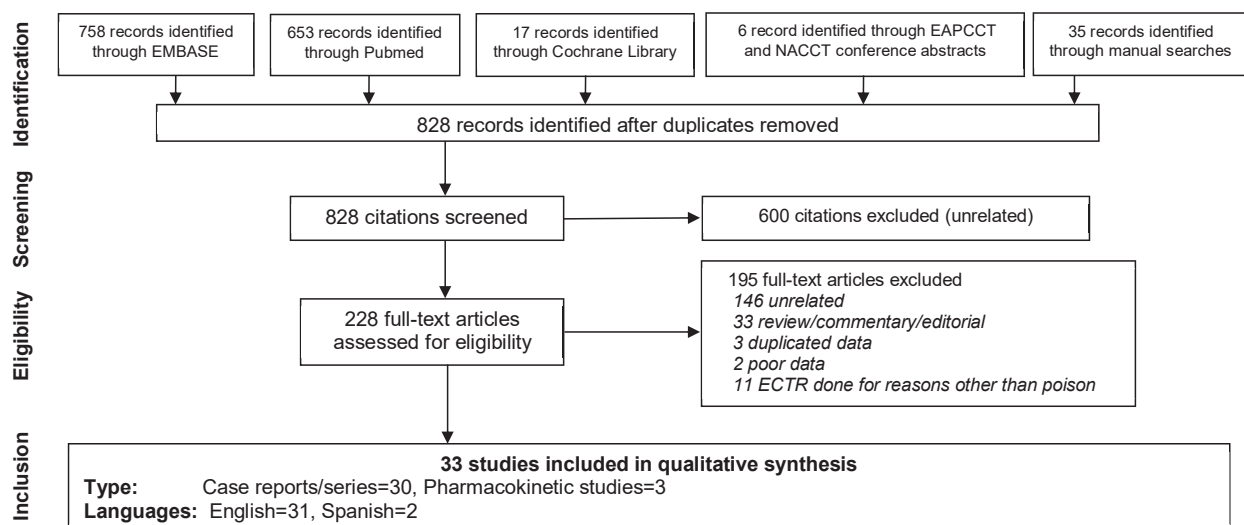 Identification
758 records identified
through EMBASE
653 records identified
through Pubmed
17 records identified
through Cochrane Library
6 record identified through EAPCCT
and NACCT conference abstracts
35 records identified
through manual searches
828 records identified after duplicates removed
Screening
828 citations screened
600 citations excluded (unrelated)
Eligibility
228 full-text articles
assessed for eligibility
195 full-text articles excluded
146 unrelated
33 review/commentary/editorial
3 duplicated data
2 poor data
11 ECTR done for reasons other than poison
Inclusion
33 studies included in qualitative synthesis
Type: Case reports/series=30, Pharmacokinetic studies=3
Languages: English=31, Spanish=2